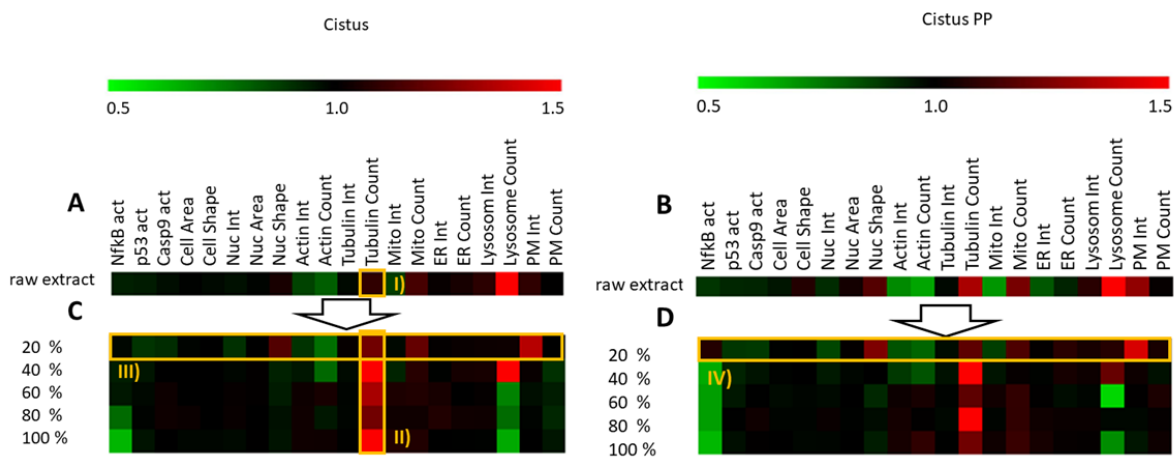 Cistus
Cistus PP
0.5 1.0 1.5
0.5 1.0 1.5
A
NfkB act
p53 act
Casp9 act
Cell Area
Cell Shape
Nuc Int
Nuc Area
Nuc Shape
Actin Int
Actin Count
Tubulin Int
Tubulin Count
Mito Int
Mito Count
ER Int
ER Count
Lysosom Int
Lysosome Count
PM Int
PM Count
B
NfkB act
p53 act
Casp9 act
Cell Area
Cell Shape
Nuc Int
Nuc Area
Nuc Shape
Actin Int
Actin Count
Tubulin Int
Tubulin Count
Mito Int
Mito Count
ER Int
ER Count
Lysosom Int
Lysosome Count
PM Int
PM Count
raw extract
I)
raw extract
C
20 %
40 %
60 %
80 %
100 %
III)
II)
D
20 %
40 %
60 %
80 %
100 %
IV)